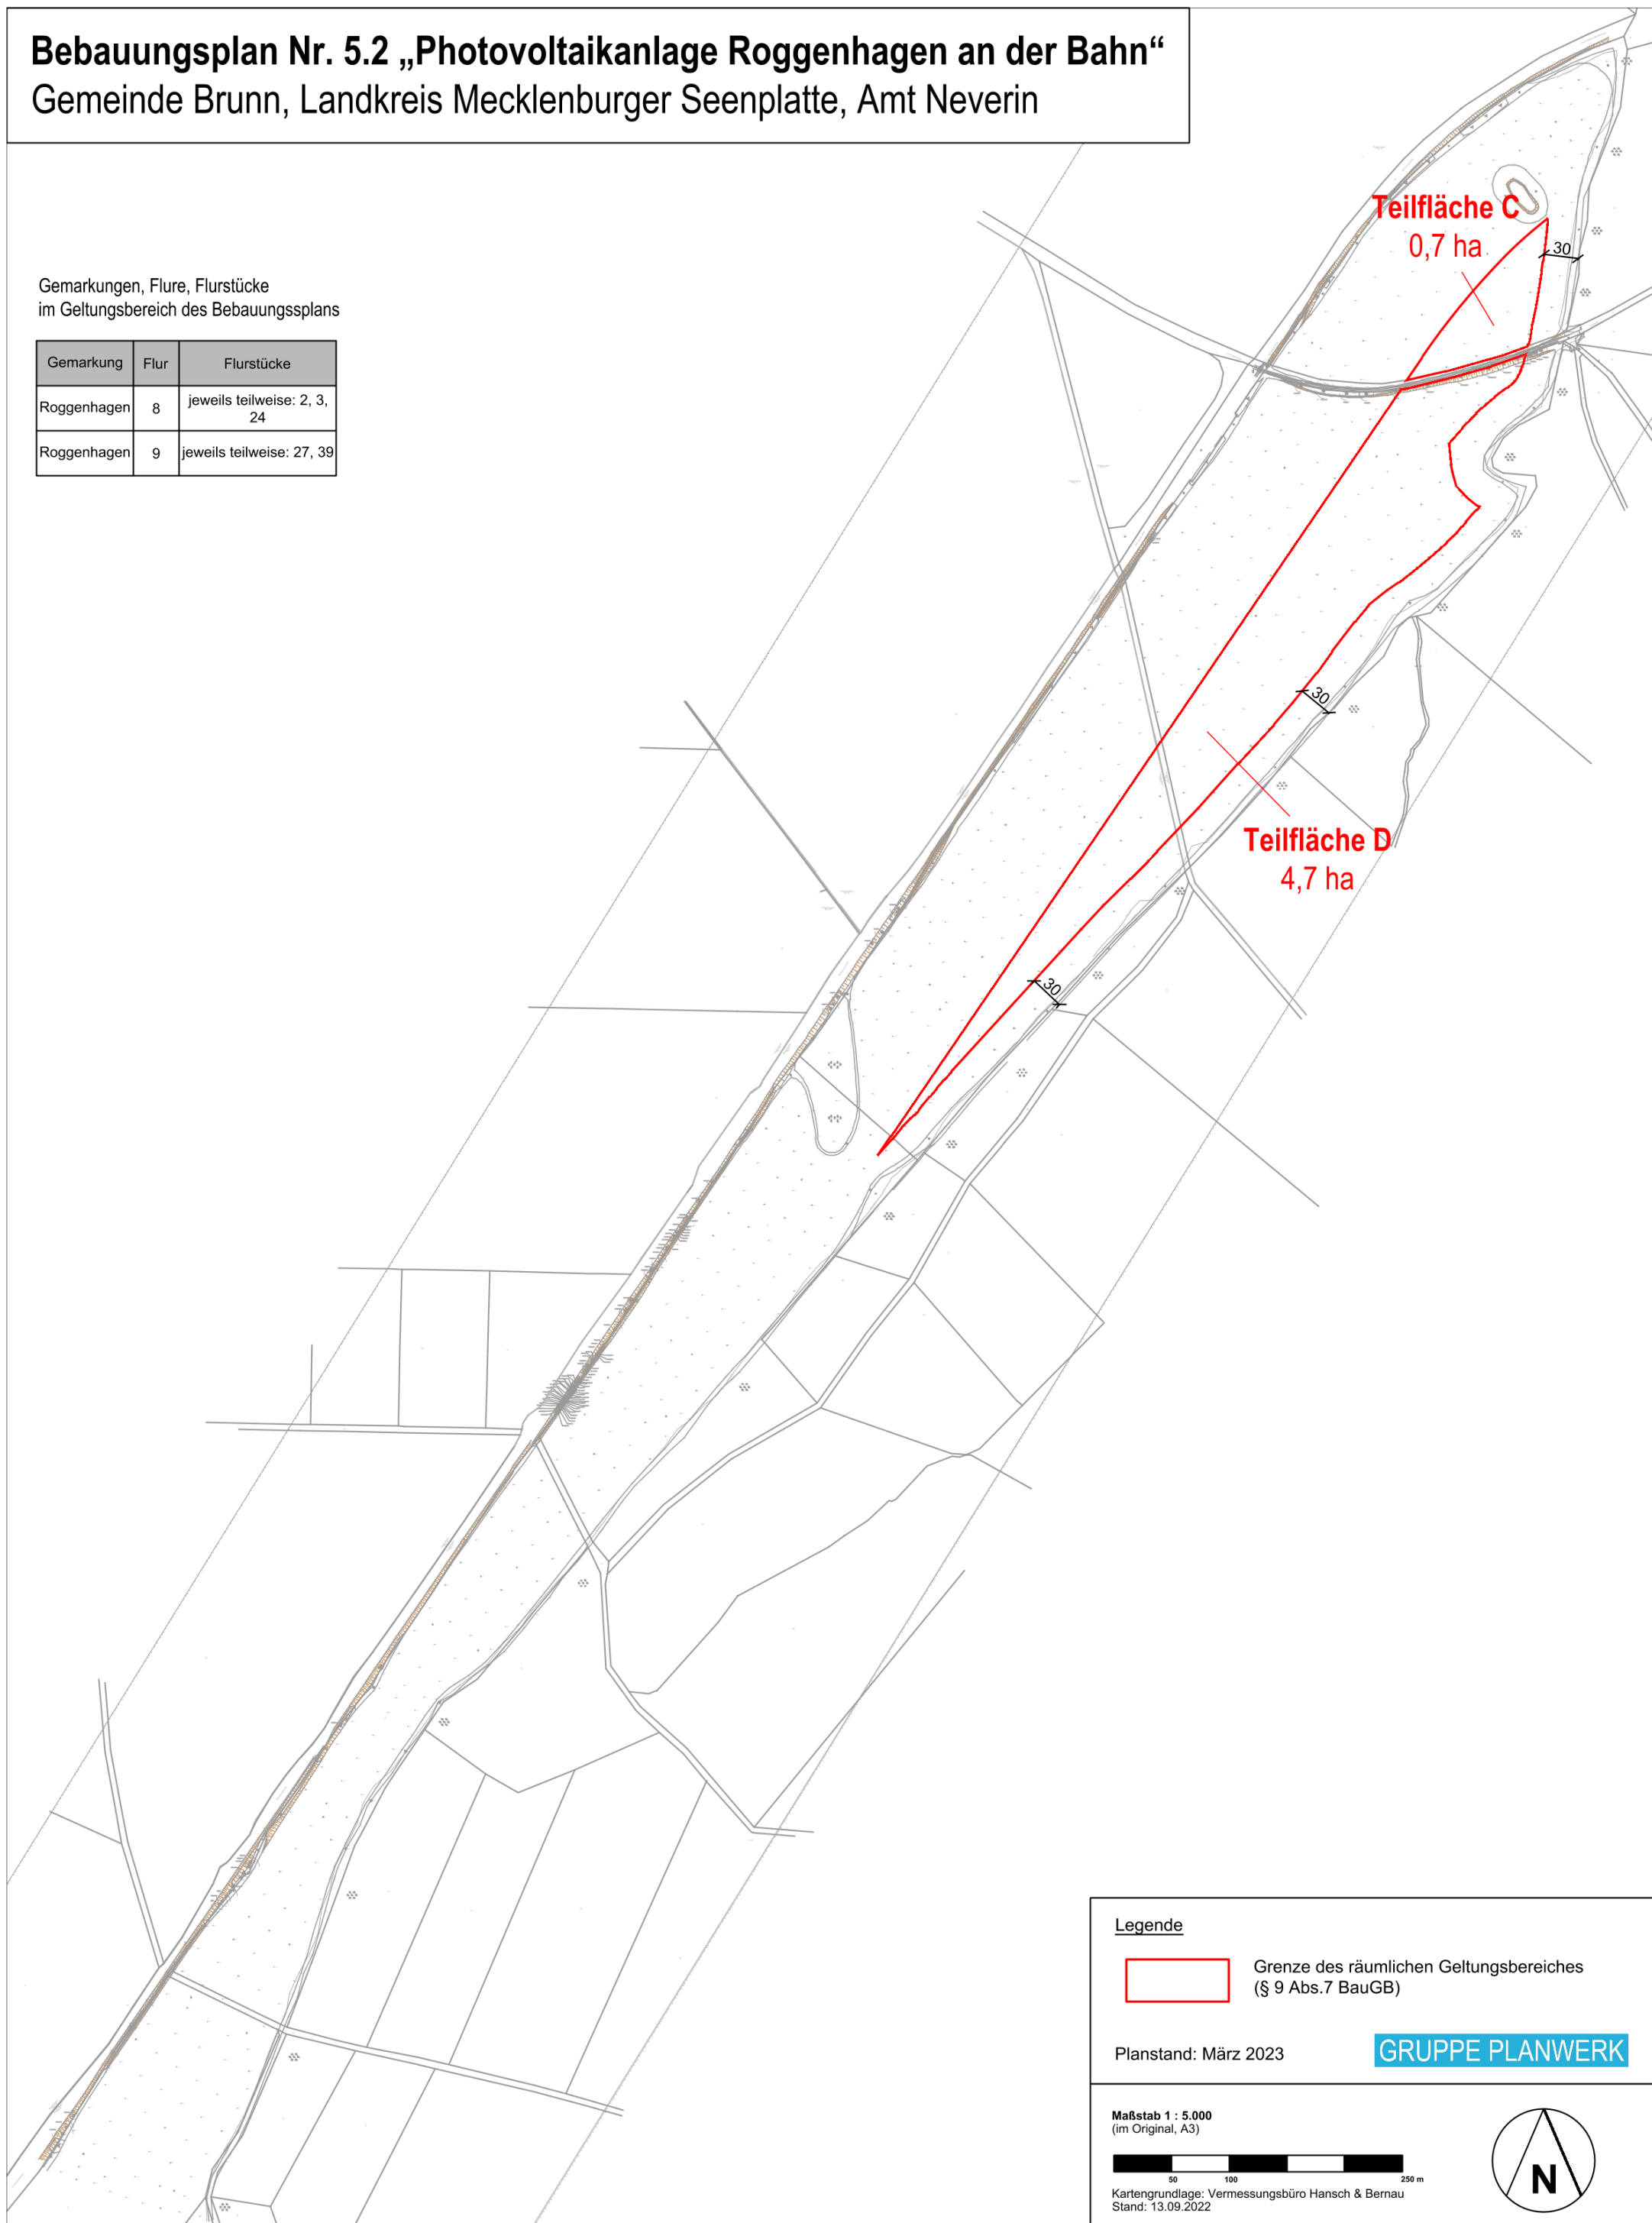 Bebauungsplan Nr. 5.2 „Photovoltaikanlage Roggenhagen an der Bahn“
Gemeinde Brunn, Landkreis Mecklenburger Seenplatte, Amt Neverin
Gemarkungen, Flure, Flurstücke
im Geltungsbereich des Bebauungssplans
Gemarkung Flur Flurstücke
Roggenhagen 8 jeweils teilweise: 2, 3,
24
Roggenhagen 9 jeweils teilweise: 27, 39
Teilfläche C
0,7 ha
30
30
Teilfläche D
4,7 ha
30
Legende
Grenze des räumlichen Geltungsbereiches
(§ 9 Abs.7 BauGB)
Planstand: März 2023
GRUPPE PLANWERK
Maßstab 1 : 5.000
(im Original, A3)
50 100 250 m
Kartengrundlage: Vermessungsbüro Hansch & Bernau
Stand: 13.09.2022
N